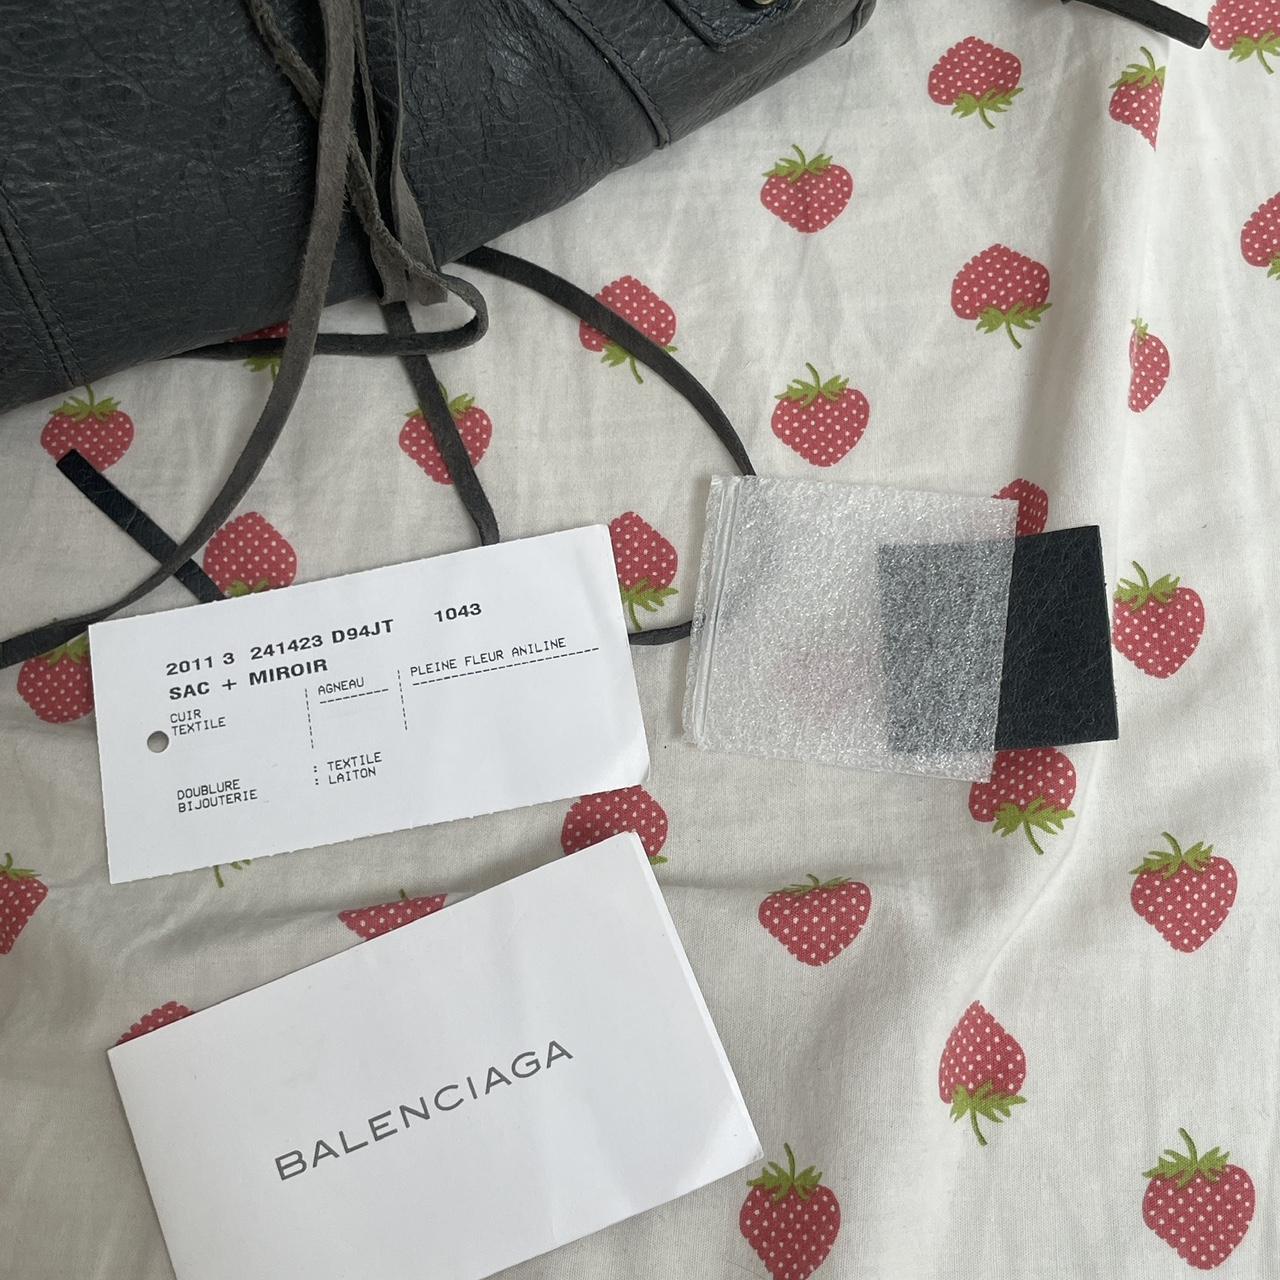 2011 3 241423 D94JT 1043
SAC + MIROIR
CUIR AGNEAU PLEINE FLEUR ANILINE
TEXTILE
DOUBLURE : TEXTILE
BIJOUTERIE : LAITON
BALENCIAGA